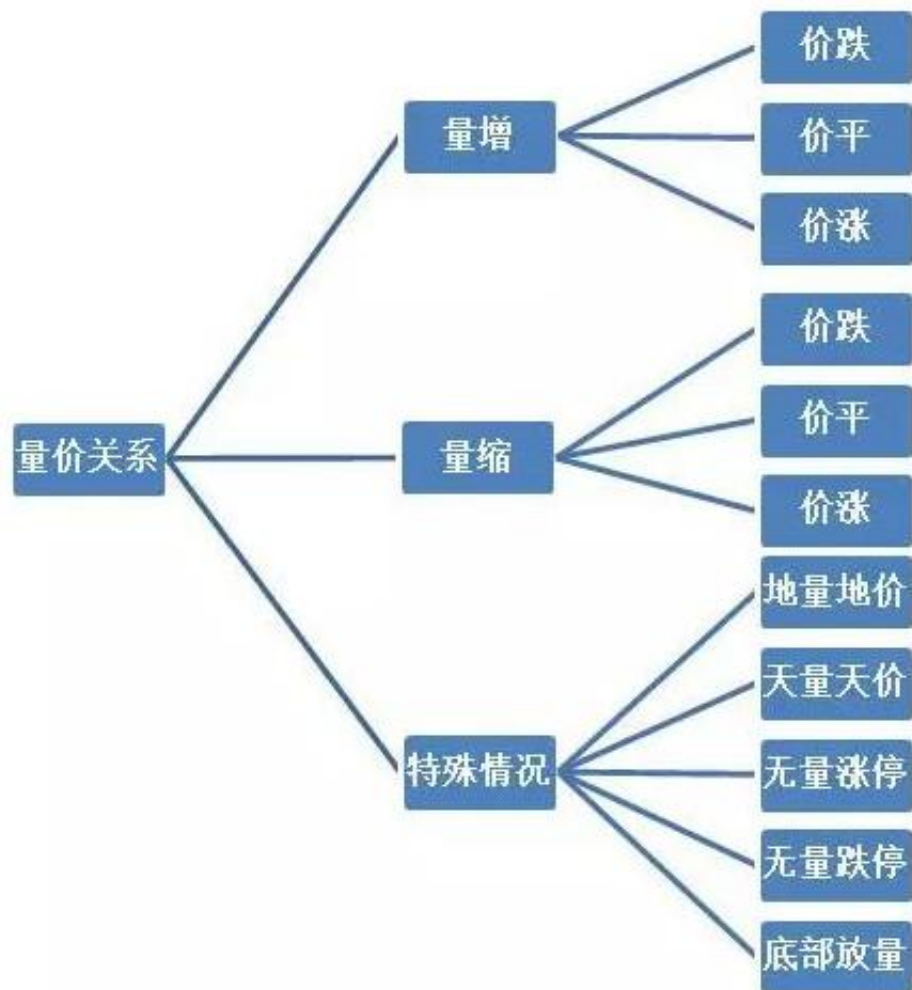 量价关系
量增
价跌
价平
价涨
量缩
价跌
价平
价涨
特殊情况
地量地价
天量天价
无量涨停
无量跌停
底部放量